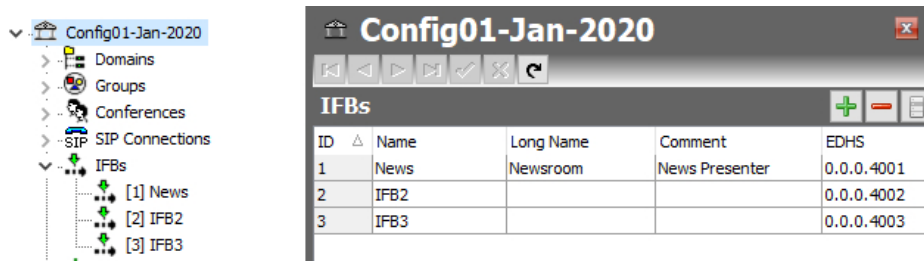 Config01-Jan-2020
Domains
Groups
Conferences
SIP SIP Connections
IFBs
[1] News
[2] IFB2
[3] IFB3
Config01-Jan-2020
IFBs
ID Name Long Name Comment EDHS
1 News Newsroom News Presenter 0.0.0.4001
2 IFB2 0.0.0.4002
3 IFB3 0.0.0.4003